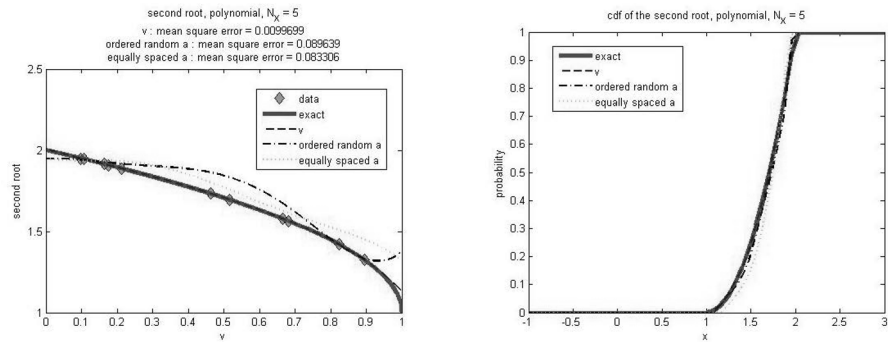 second root, polynomial, N_X = 5
v : mean square error = 0.0099699
ordered random a : mean square error = 0.089639
equally spaced a : mean square error = 0.083306
2.5
2
1.5
1
second root
data
exact
v
ordered random a
equally spaced a
0 0.1 0.2 0.3 0.4 0.5 0.6 0.7 0.8 0.9 1
v
cdf of the second root, polynomial, N_X = 5
1
0.9
0.8
0.7
0.6
0.5
0.4
0.3
0.2
0.1
0
probability
exact
v
ordered random a
equally spaced a
-1 -0.5 0 0.5 1 1.5 2 2.5 3
x